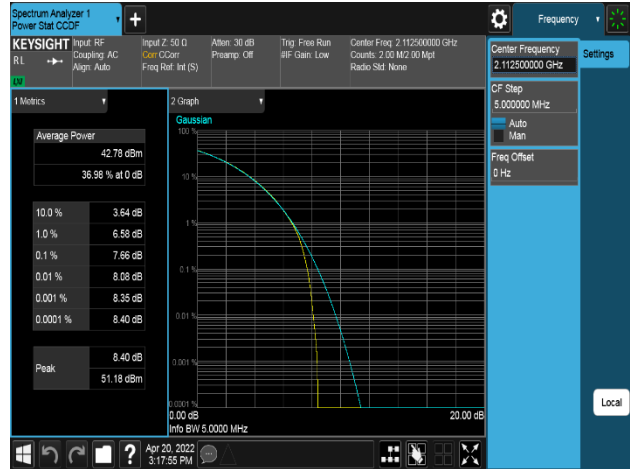 Spectrum Analyzer 1
Power Stat CCDF
Frequency
KEYSIGHT
RL
Input: RF
Coupling: AC
Align: Auto
Input Z: 50 Ω
Corr CCorr
Freq Ref: Int (S)
Atten: 30 dB
Preamp: Off
Trig: Free Run
#IF Gain: Low
Center Freq: 2.112500000 GHz
Counts: 2.00 M/2.00 Mpt
Radio Std: None
LM
Center Frequency
2.112500000 GHz
Settings
CF Step
5.000000 MHz
Auto
Man
Freq Offset
0 Hz
1 Metrics
Average Power
42.78 dBm
36.98 % at 0 dB
10.0 % 3.64 dB
1.0 % 6.58 dB
0.1 % 7.66 dB
0.01 % 8.08 dB
0.001 % 8.35 dB
0.0001 % 8.40 dB
Peak
8.40 dB
51.18 dBm
2 Graph
Gaussian
100 %
10 %
1 %
0.1 %
0.01 %
0.001 %
0.0001 %
0.00 dB 20.00 dB
Info BW 5.0000 MHz
Local
?
Apr 20, 2022
3:17:55 PM